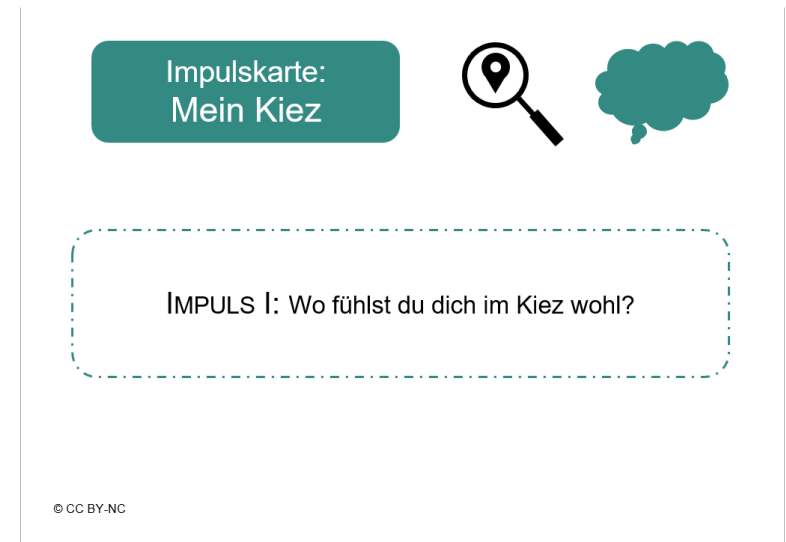 Impulskarte:
Mein Kiez
IMPULS I: Wo fühlst du dich im Kiez wohl?
© CC BY-NC